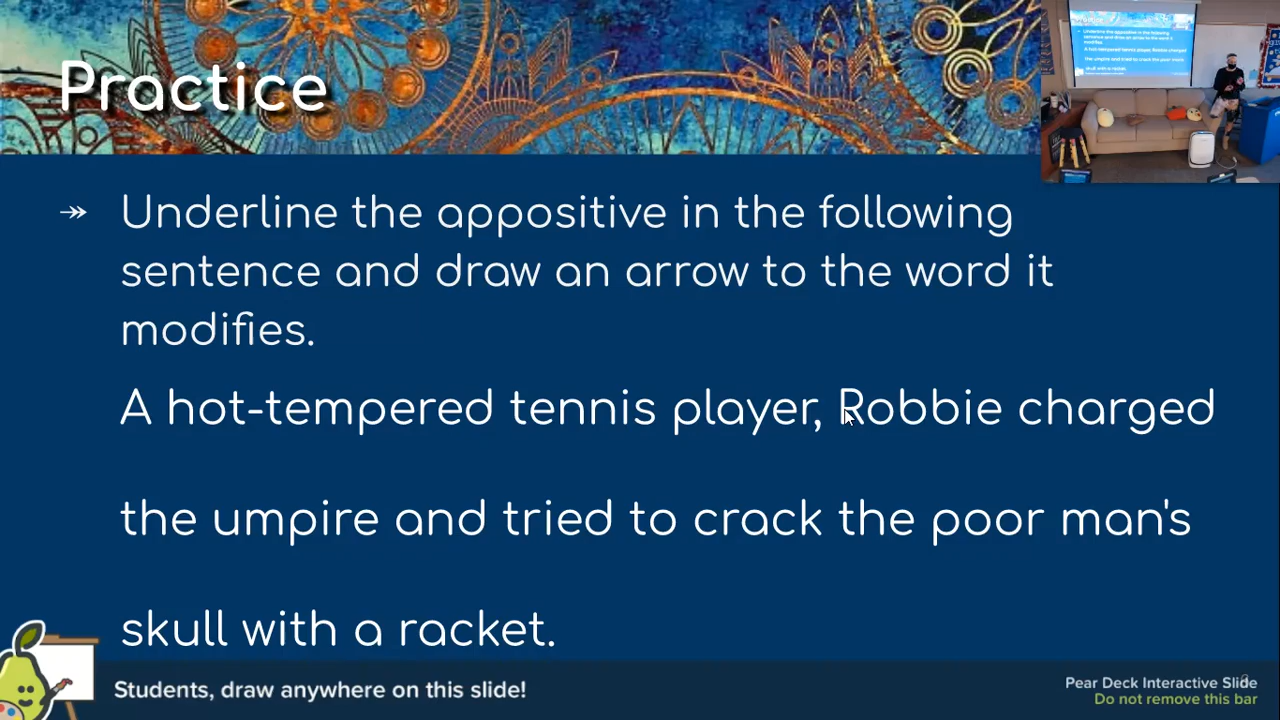 Practice
Underline the appositive in the following
sentence and draw an arrow to the word it
modifies.
A hot-tempered tennis player, Robbie charged
the umpire and tried to crack the poor man's
skull with a racket.
Students, draw anywhere on this slide!
Pear Deck Interactive Slide
Do not remove this bar